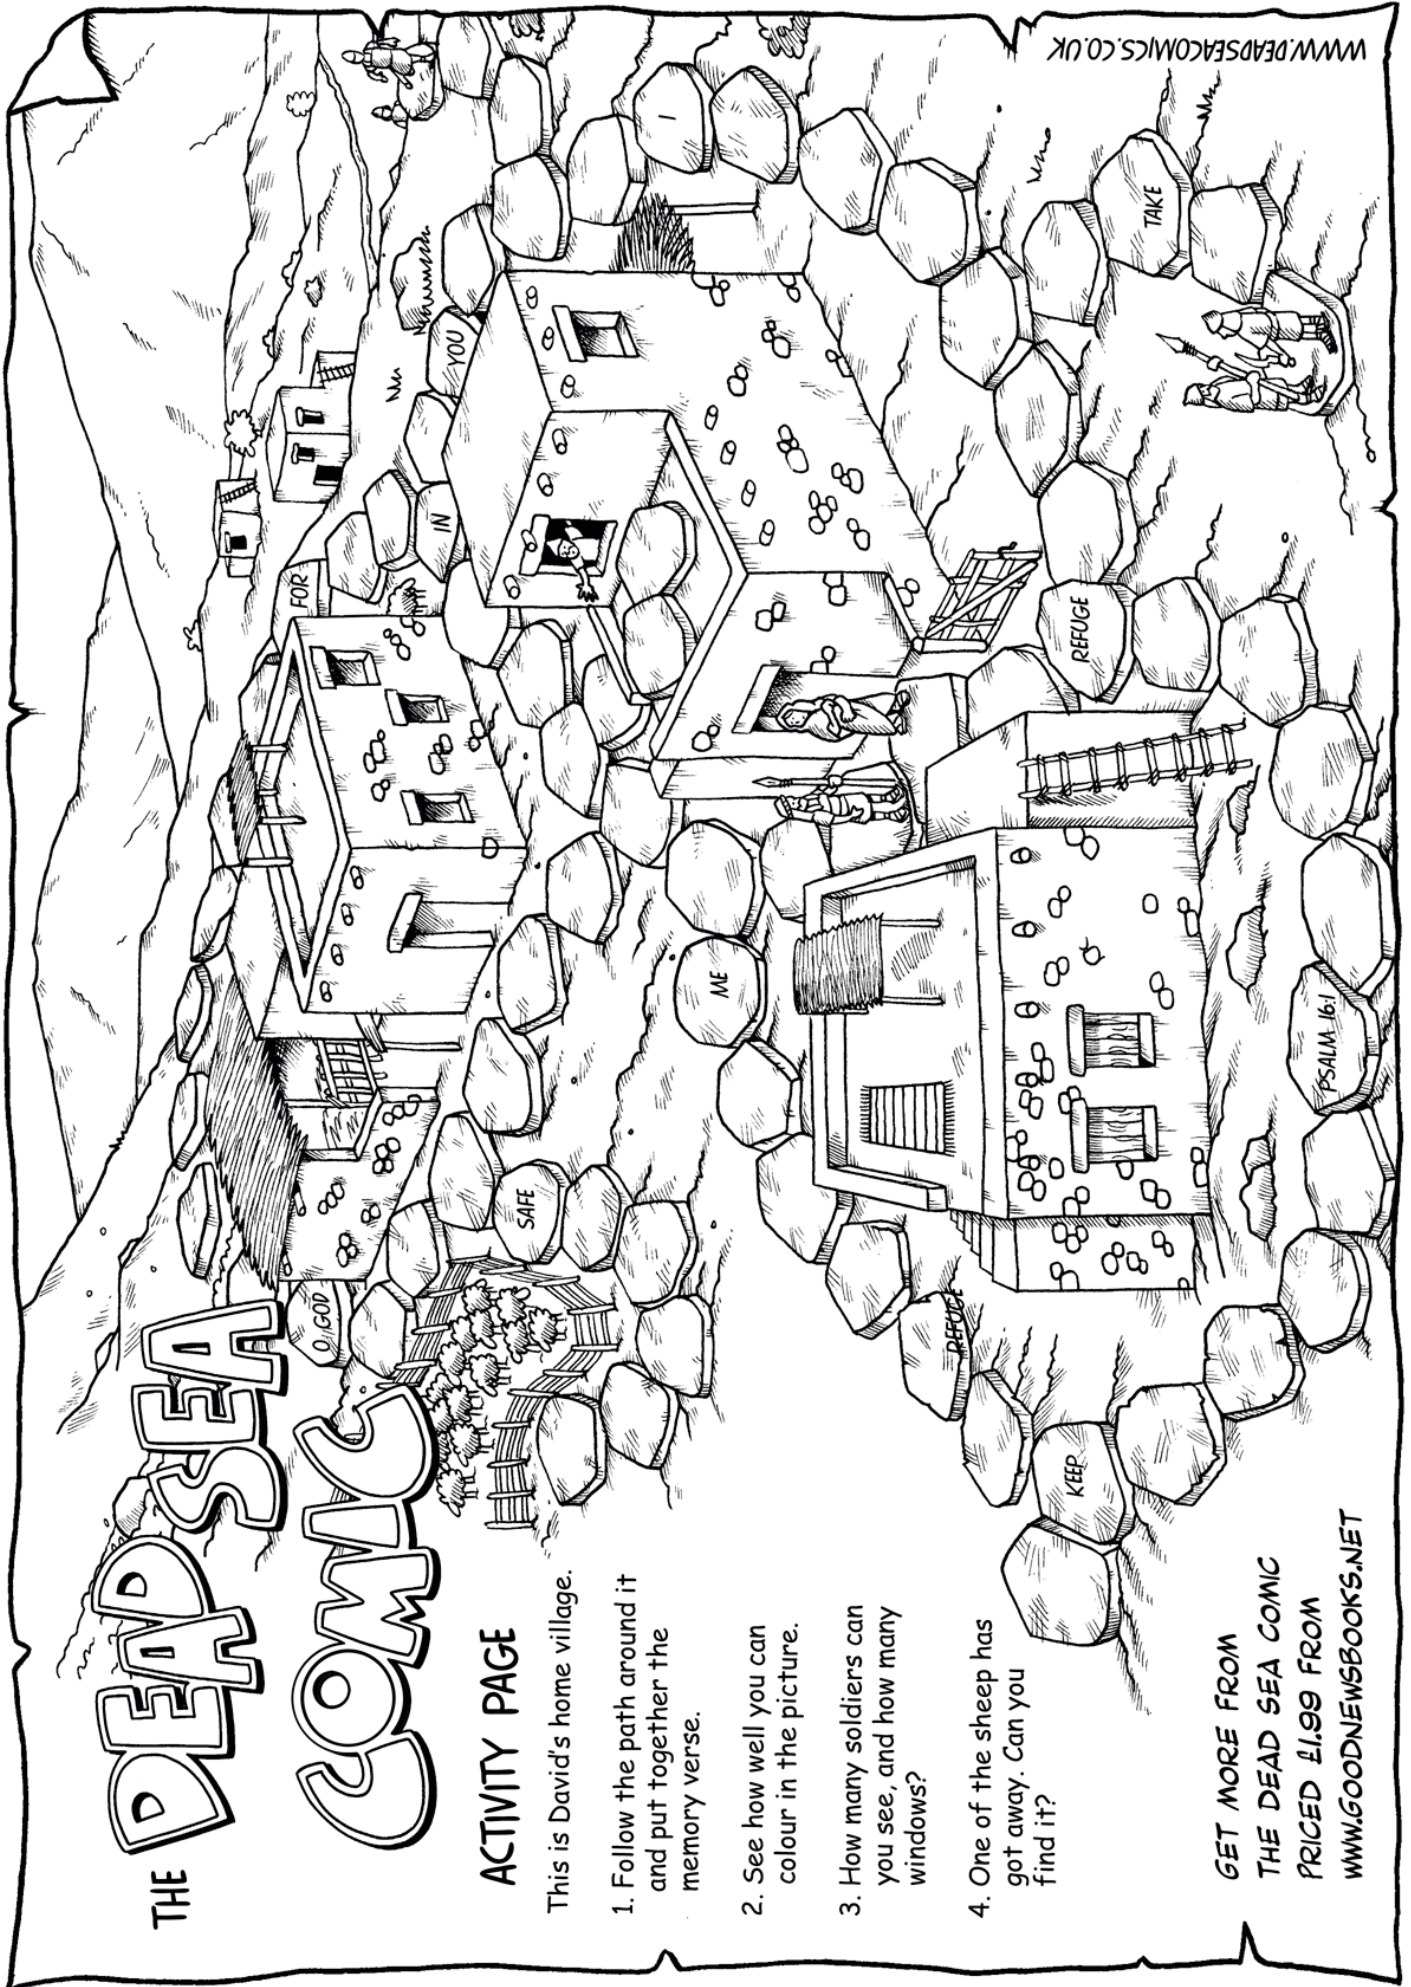 THE
DEAD SEA
COMIC
ACTIVITY PAGE
This is David's home village.
1. Follow the path around it
and put together the
memory verse.
2. See how well you can
colour in the picture.
3. How many soldiers can
you see, and how many
windows?
4. One of the sheep has
got away. Can you
find it?
GET MORE FROM
THE DEAD SEA COMIC
PRICED £1.99 FROM
WWW.GOODNEWSBOOKS.NET
KEEP
ME
SAFE
O GOD
FOR
IN
YOU
I
TAKE
REFUGE
REFUGE
PSALM 16:1
WWW.DEADSEACOMICS.CO.UK